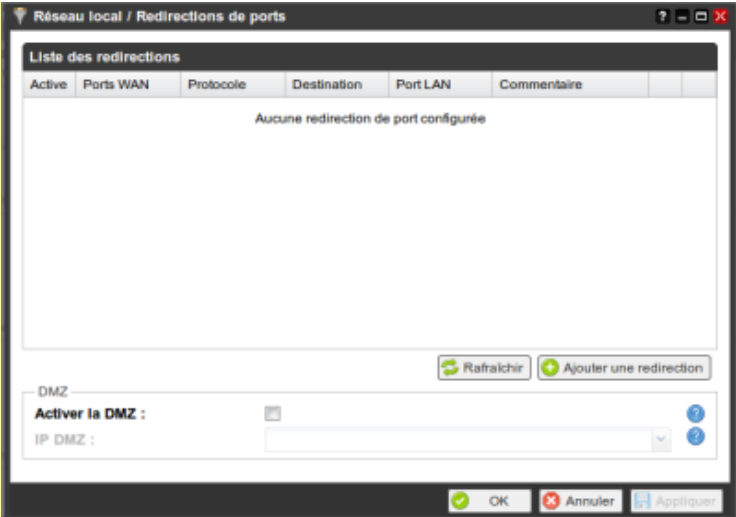 Réseau local / Redirections de ports
Liste des redirections
Active Ports WAN Protocole Destination Port LAN Commentaire
Aucune redirection de port configurée
Rafraîchir Ajouter une redirection
DMZ
Activer la DMZ :
IP DMZ :
OK Annuler Appliquer